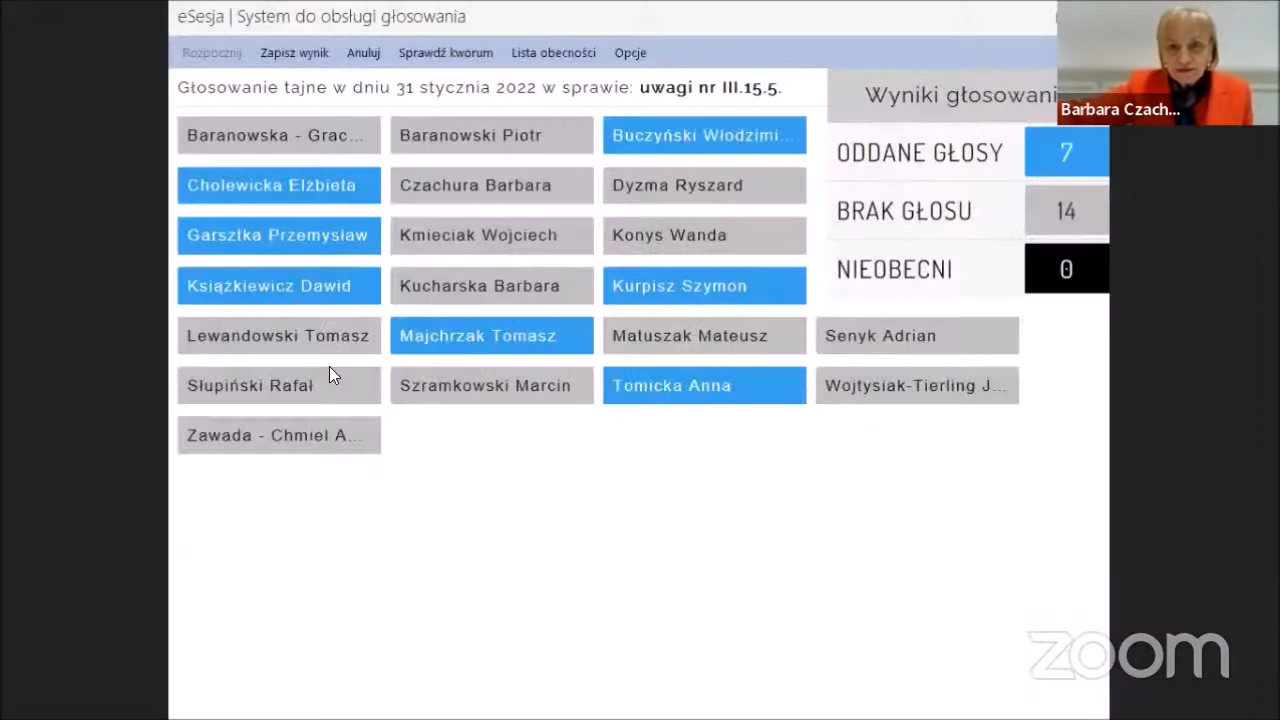 eSesja | System do obsługi głosowania
Rozpocznij Zapisz wynik Anuluj Sprawdź kworum Lista obecności Opcje
Głosowanie tajne w dniu 31 stycznia 2022 w sprawie: uwagi nr III.15.5.
Wyniki głosowani
Barbara Czach...
Baranowska - Grac... Baranowski Piotr Buczyński Włodzimi...
ODDANE GŁOSY 7
Cholewicka Elżbieta Czachura Barbara Dyzma Ryszard
BRAK GŁOSU 14
Garsztka Przemysław Kmieciak Wojciech Konys Wanda
NIEOBECNI 0
Książkiewicz Dawid Kucharska Barbara Kurpisz Szymon
Lewandowski Tomasz Majchrzak Tomasz Matuszak Mateusz Senyk Adrian
Słupiński Rafał Szramkowski Marcin Tomicka Anna Wojtysiak-Tierling J...
Zawada - Chmiel A...
zoom